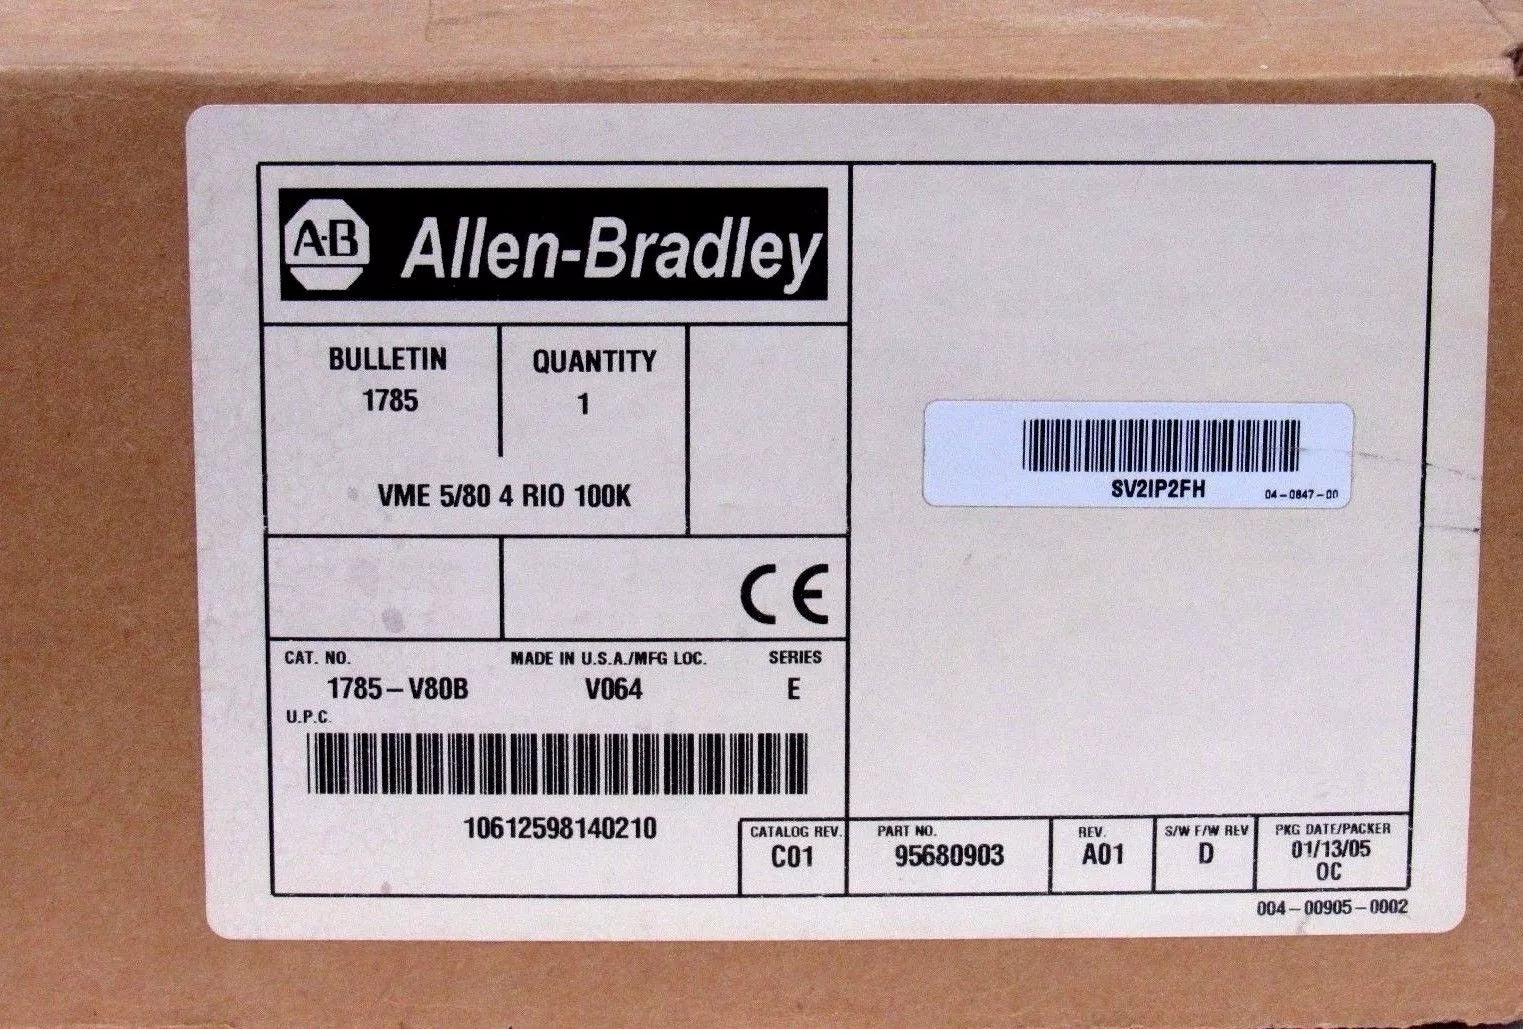 A-B Allen-Bradley
BULLETIN
1785
QUANTITY
1
VME 5/80 4 RIO 100K
CE
CAT. NO.
1785-V80B
MADE IN U.S.A./MFG LOC.
V064
SERIES
E
U.P.C.
10612598140210
CATALOG REV.
C01
SV2IP2FH 04-0847-00
PART NO.
95680903
REV.
A01
S/W F/W REV
D
PKG DATE/PACKER
01/13/05
OC
004-00905-0002